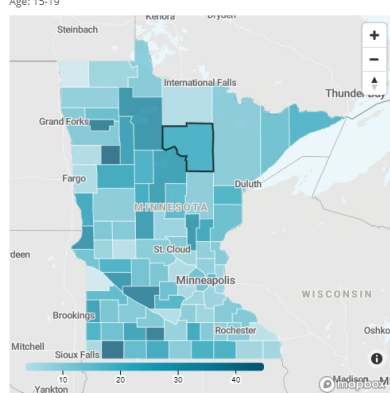 Age: 15-19
Kenora
Dryden
Steinbach
+
−
International Falls
Thunder Bay
Grand Forks
Fargo
Duluth
MINNESOTA
St. Cloud
Minneapolis
WISCONSIN
Brookings
Rochester
Oshko
Mitchell
Sioux Falls
10 20 30 40
Madison
Yankton
mapbox